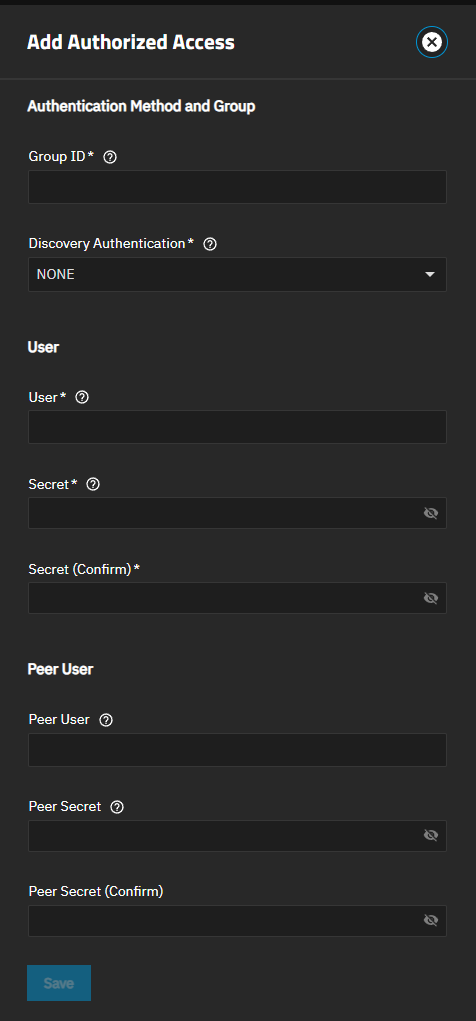 Add Authorized Access
Authentication Method and Group
Group ID*
Discovery Authentication*
NONE
User
User*
Secret*
Secret (Confirm)*
Peer User
Peer User
Peer Secret
Peer Secret (Confirm)
Save